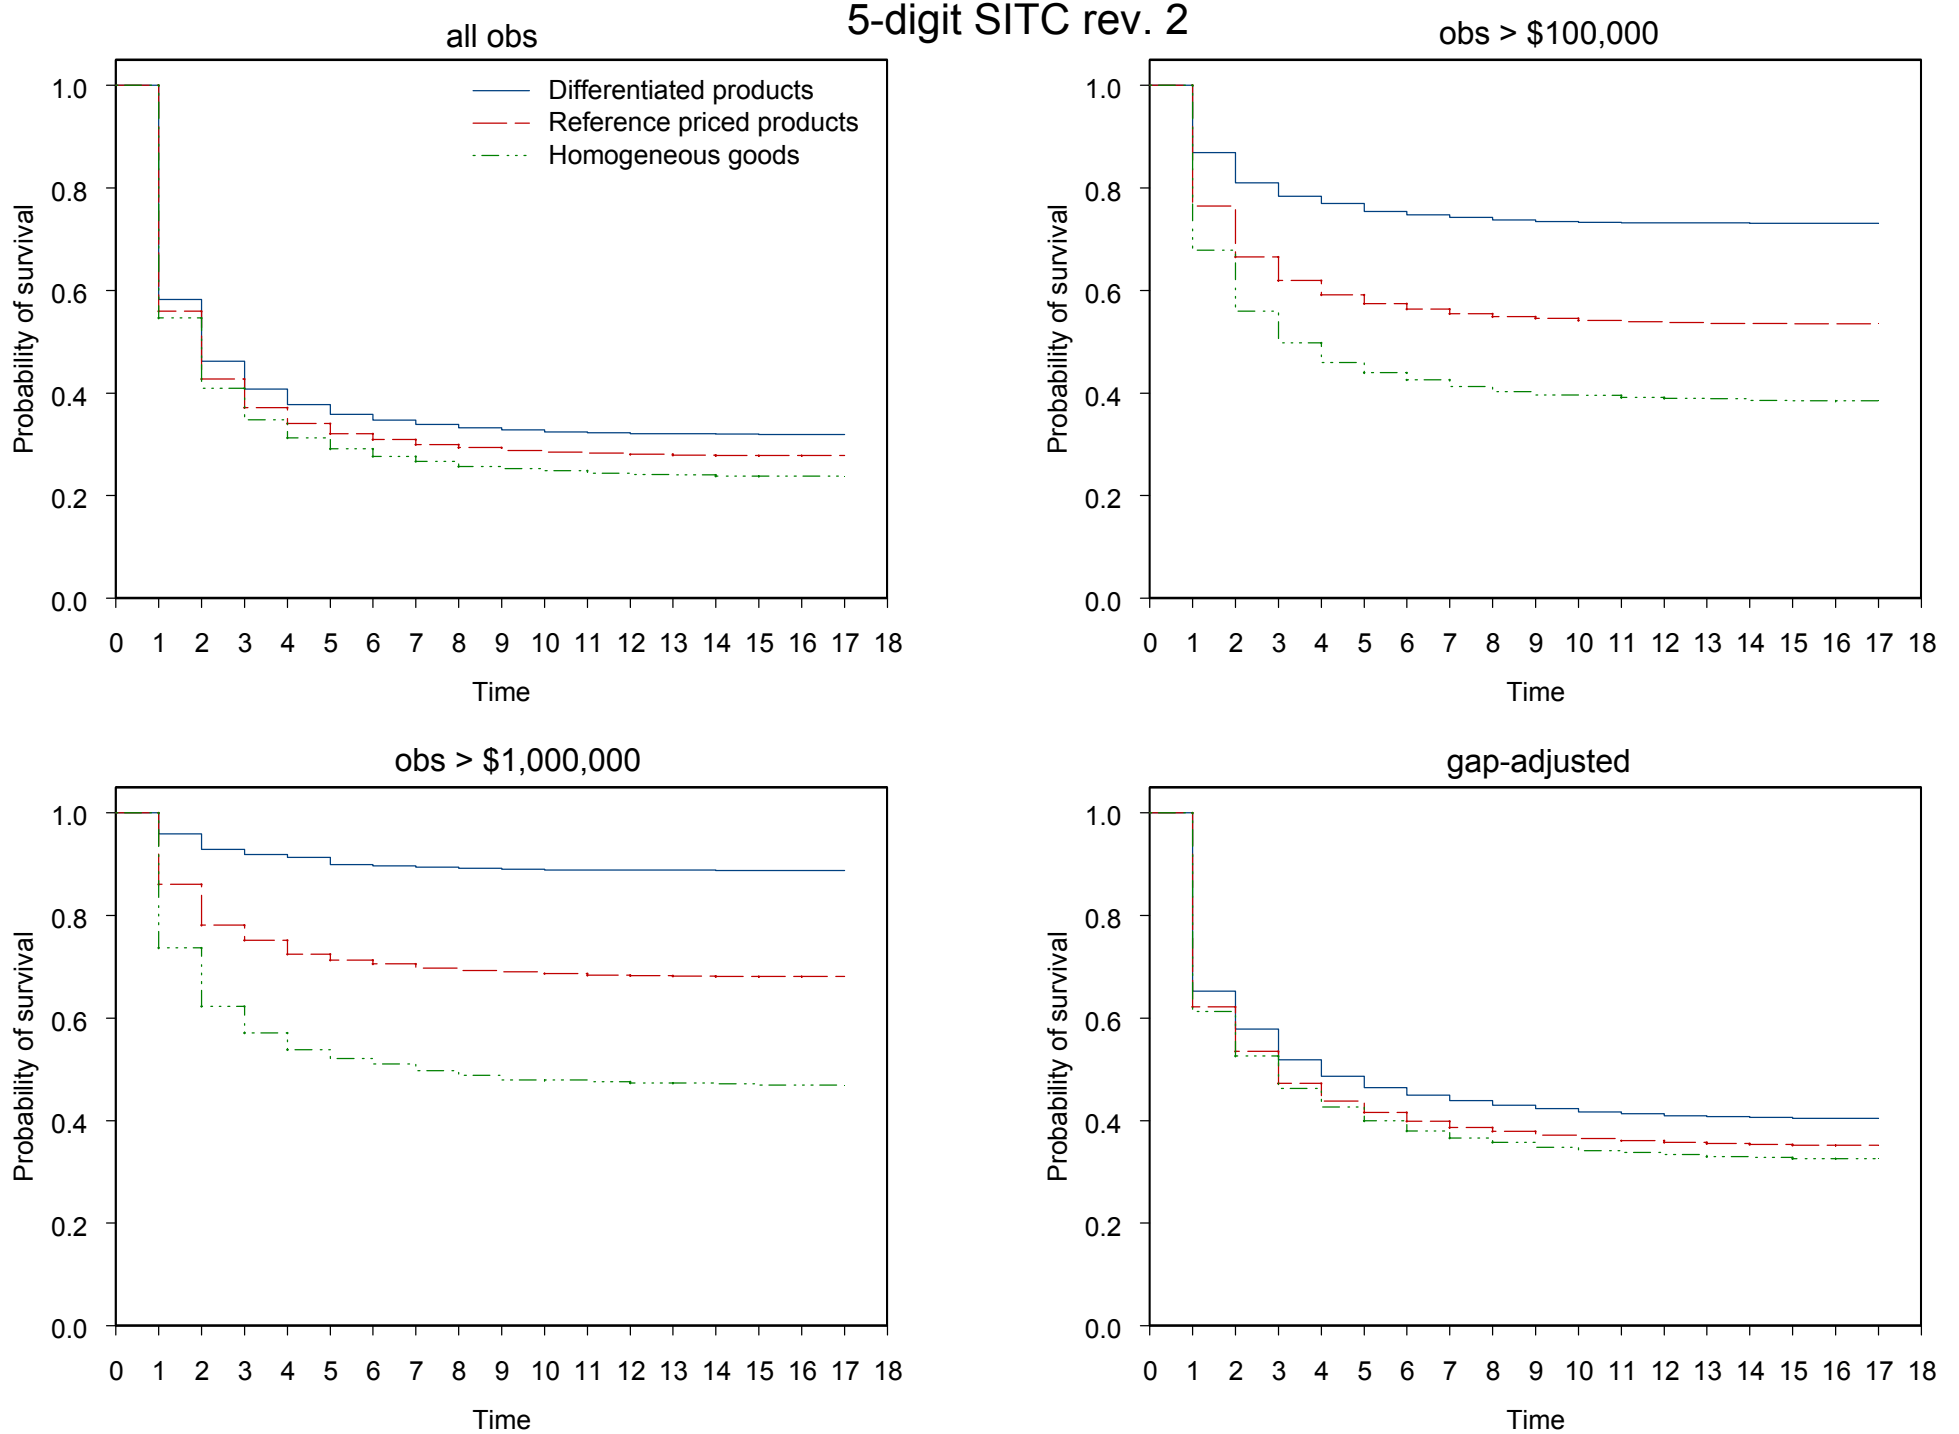 5-digit SITC rev. 2
all obs
Differentiated products
Reference priced products
Homogeneous goods
Probability of survival
1.0
0.8
0.6
0.4
0.2
0.0
0 1 2 3 4 5 6 7 8 9 10 11 12 13 14 15 16 17 18
Time
obs > $100,000
Probability of survival
1.0
0.8
0.6
0.4
0.2
0.0
0 1 2 3 4 5 6 7 8 9 10 11 12 13 14 15 16 17 18
Time
obs > $1,000,000
Probability of survival
1.0
0.8
0.6
0.4
0.2
0.0
0 1 2 3 4 5 6 7 8 9 10 11 12 13 14 15 16 17 18
Time
gap-adjusted
Probability of survival
1.0
0.8
0.6
0.4
0.2
0.0
0 1 2 3 4 5 6 7 8 9 10 11 12 13 14 15 16 17 18
Time